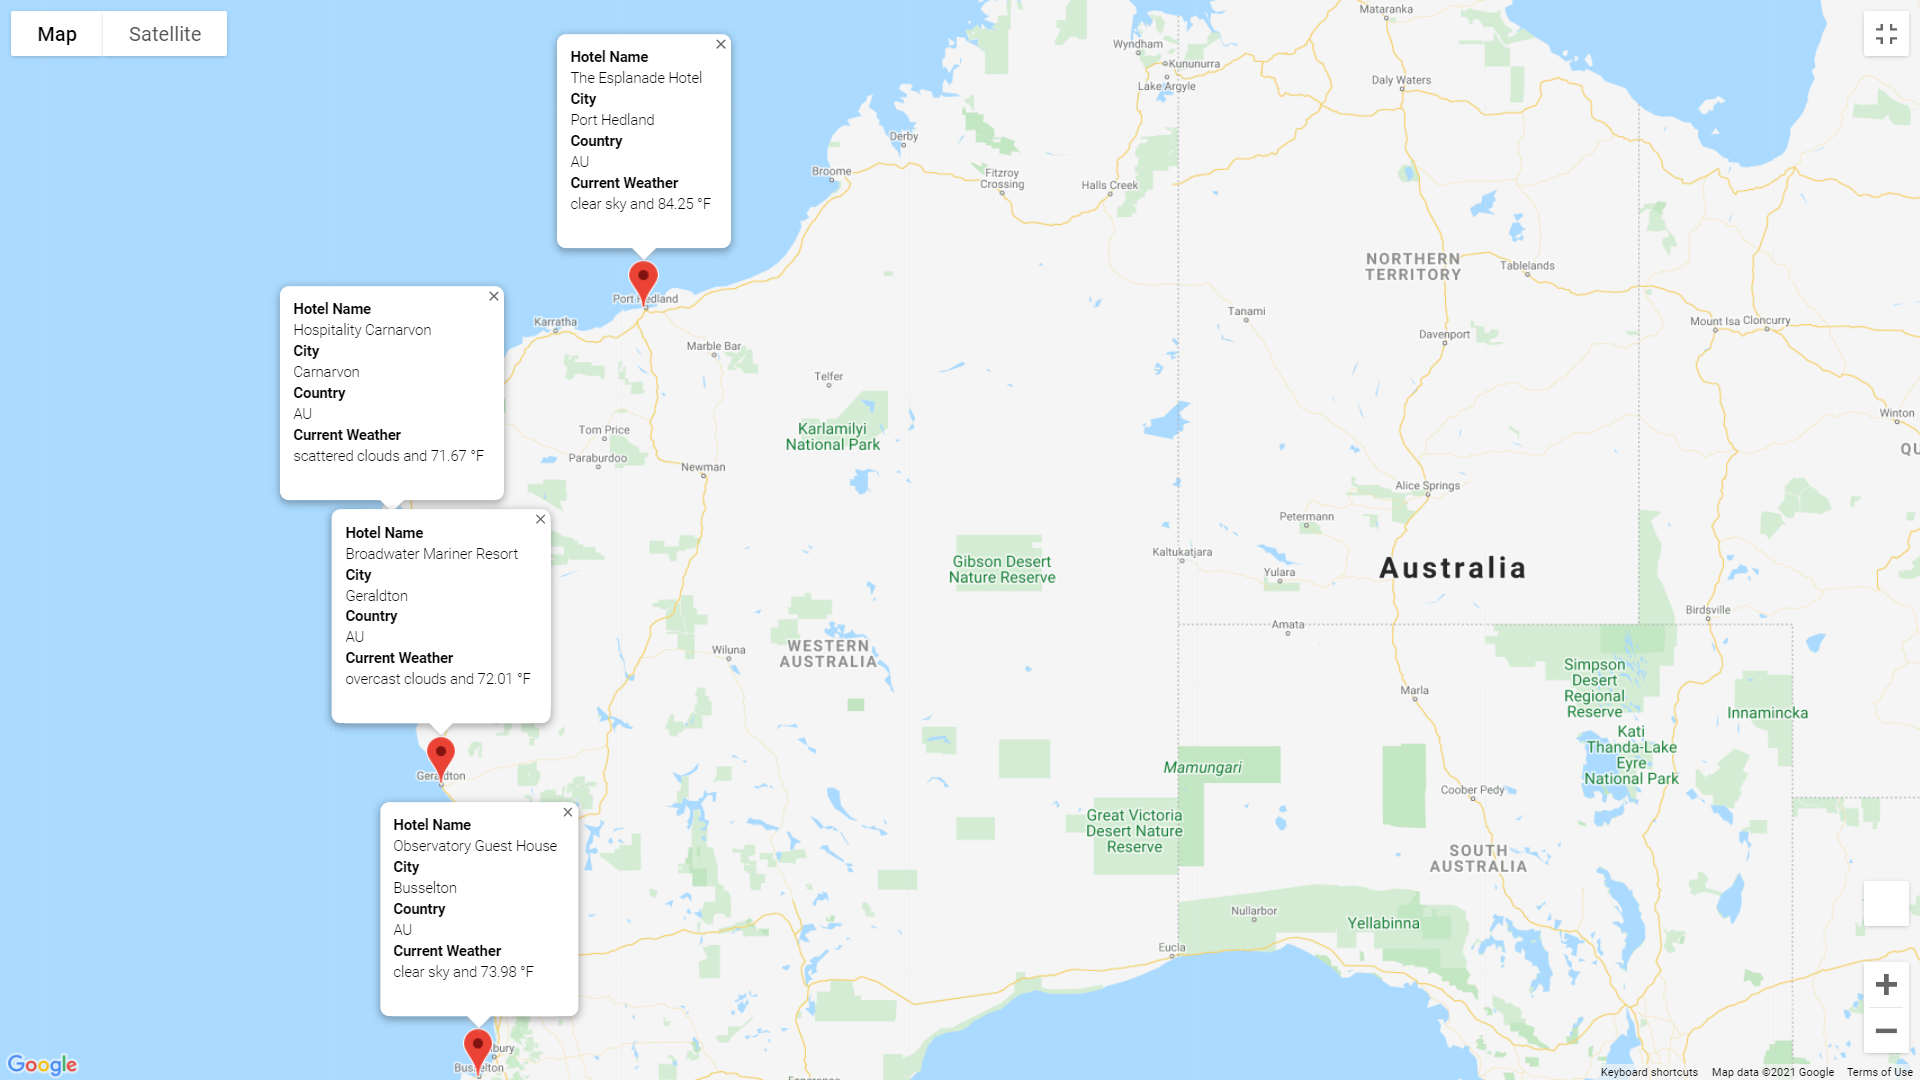 Map
Satellite
Hotel Name
The Esplanade Hotel
City
Port Hedland
Country
AU
Current Weather
clear sky and 84.25 °F
Hotel Name
Hospitality Carnarvon
City
Carnarvon
Country
AU
Current Weather
scattered clouds and 71.67 °F
Hotel Name
Broadwater Mariner Resort
City
Geraldton
Country
AU
Current Weather
overcast clouds and 72.01 °F
Hotel Name
Observatory Guest House
City
Busselton
Country
AU
Current Weather
clear sky and 73.98 °F
Mataranka
Wyndham
Kununurra
Lake Argyle
Daly Waters
Derby
Broome
Fitzroy
Crossing
Halls Creek
NORTHERN
TERRITORY
Tablelands
Port Hedland
Karratha
Tanami
Mount Isa
Cloncurry
Davenport
Marble Bar
Telfer
Winton
Karlamilyi
National Park
Tom Price
QU
Paraburdoo
Newman
Alice Springs
Petermann
Kaltukatjara
Gibson Desert
Nature Reserve
Yulara
Australia
Birdsville
Amata
WESTERN
AUSTRALIA
Wiluna
Simpson
Desert
Regional
Reserve
Marla
Innamincka
Kati
Thanda-Lake
Eyre
National Park
Mamungari
Geraldton
Coober Pedy
Great Victoria
Desert Nature
Reserve
SOUTH
AUSTRALIA
Nullarbor
Yellabinna
Eucla
bury
Busselton
Esperance
Google
Keyboard shortcuts
Map data ©2021 Google
Terms of Use